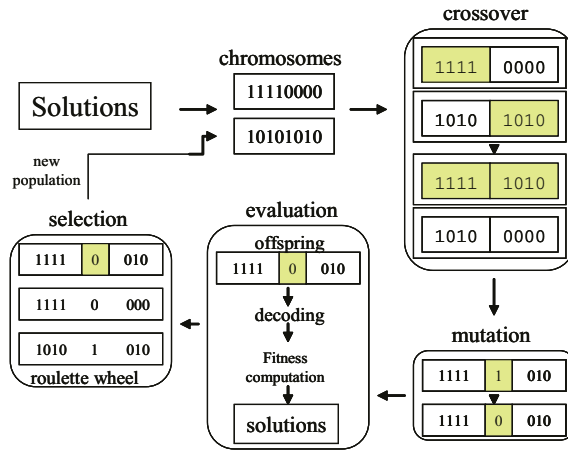 crossover
chromosomes
Solutions
11110000
10101010
1111 0000
1010 1010
1111 1010
1010 0000
new
population
selection
1111 0 010
1111 0 000
1010 1 010
roulette wheel
evaluation
offspring
1111 0 010
decoding
Fitness
computation
solutions
mutation
1111 1 010
1111 0 010